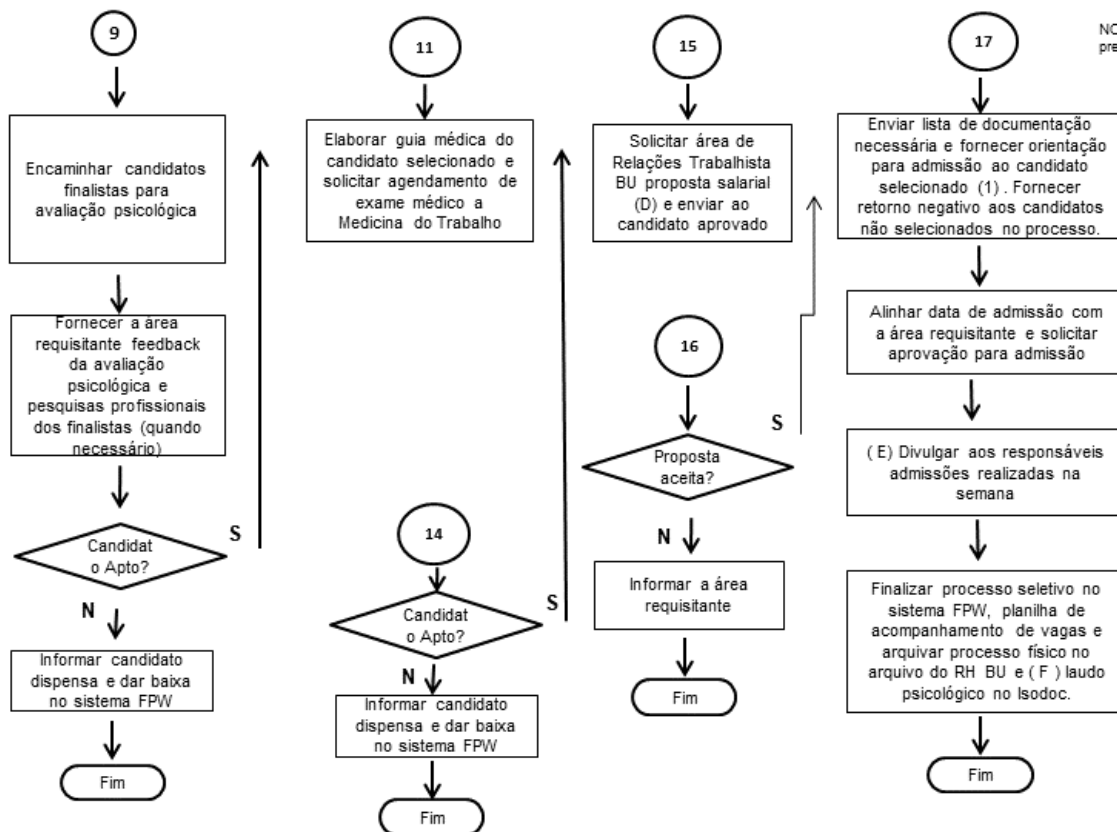 9
Encaminhar candidatos
finalistas para
avaliação psicológica
Fornecer a área
requisitante feedback
da avaliação
psicológica e
pesquisas profissionais
dos finalistas (quando
necessário)
Candidat
o Apto?
S
N
Informar candidato
dispensa e dar baixa
no sistema FPW
Fim
11
Elaborar guia médica do
candidato selecionado e
solicitar agendamento de
exame médico a
Medicina do Trabalho
14
Candidat
o Apto?
S
N
Informar candidato
dispensa e dar baixa
no sistema FPW
Fim
15
Solicitar área de
Relações Trabalhista
BU proposta salarial
(D) e enviar ao
candidato aprovado
16
Proposta
aceita?
S
N
Informar a área
requisitante
Fim
17
Enviar lista de documentação
necessária e fornecer orientação
para admissão ao candidato
selecionado (1) . Fornecer
retorno negativo aos candidatos
não selecionados no processo.
Alinhar data de admissão com
a área requisitante e solicitar
aprovação para admissão
( E) Divulgar aos responsáveis
admissões realizadas na
semana
Finalizar processo seletivo no
sistema FPW, planilha de
acompanhamento de vagas e
arquivar processo físico no
arquivo do RH BU e ( F ) laudo
psicológico no Isodoc.
Fim